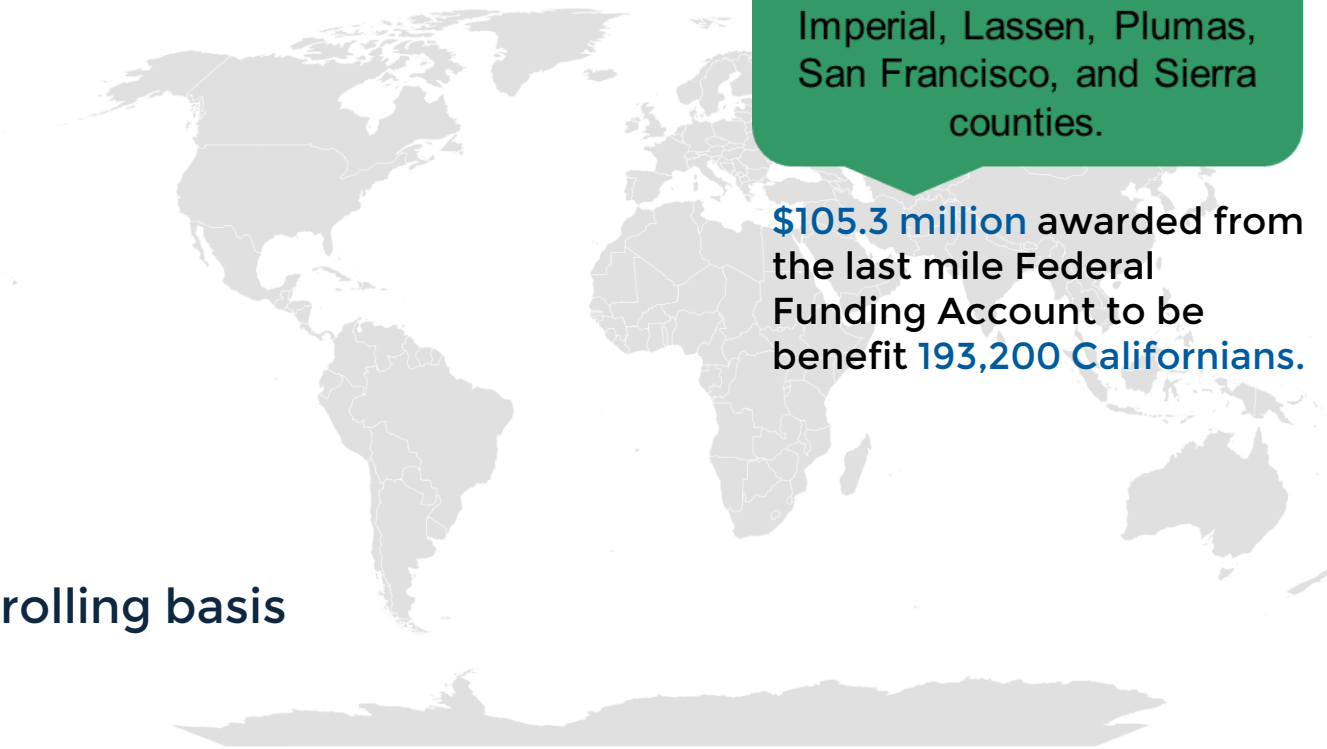 Imperial, Lassen, Plumas,
San Francisco, and Sierra
counties.
$105.3 million awarded from
the last mile Federal
Funding Account to be
benefit 193,200 Californians.
rolling basis